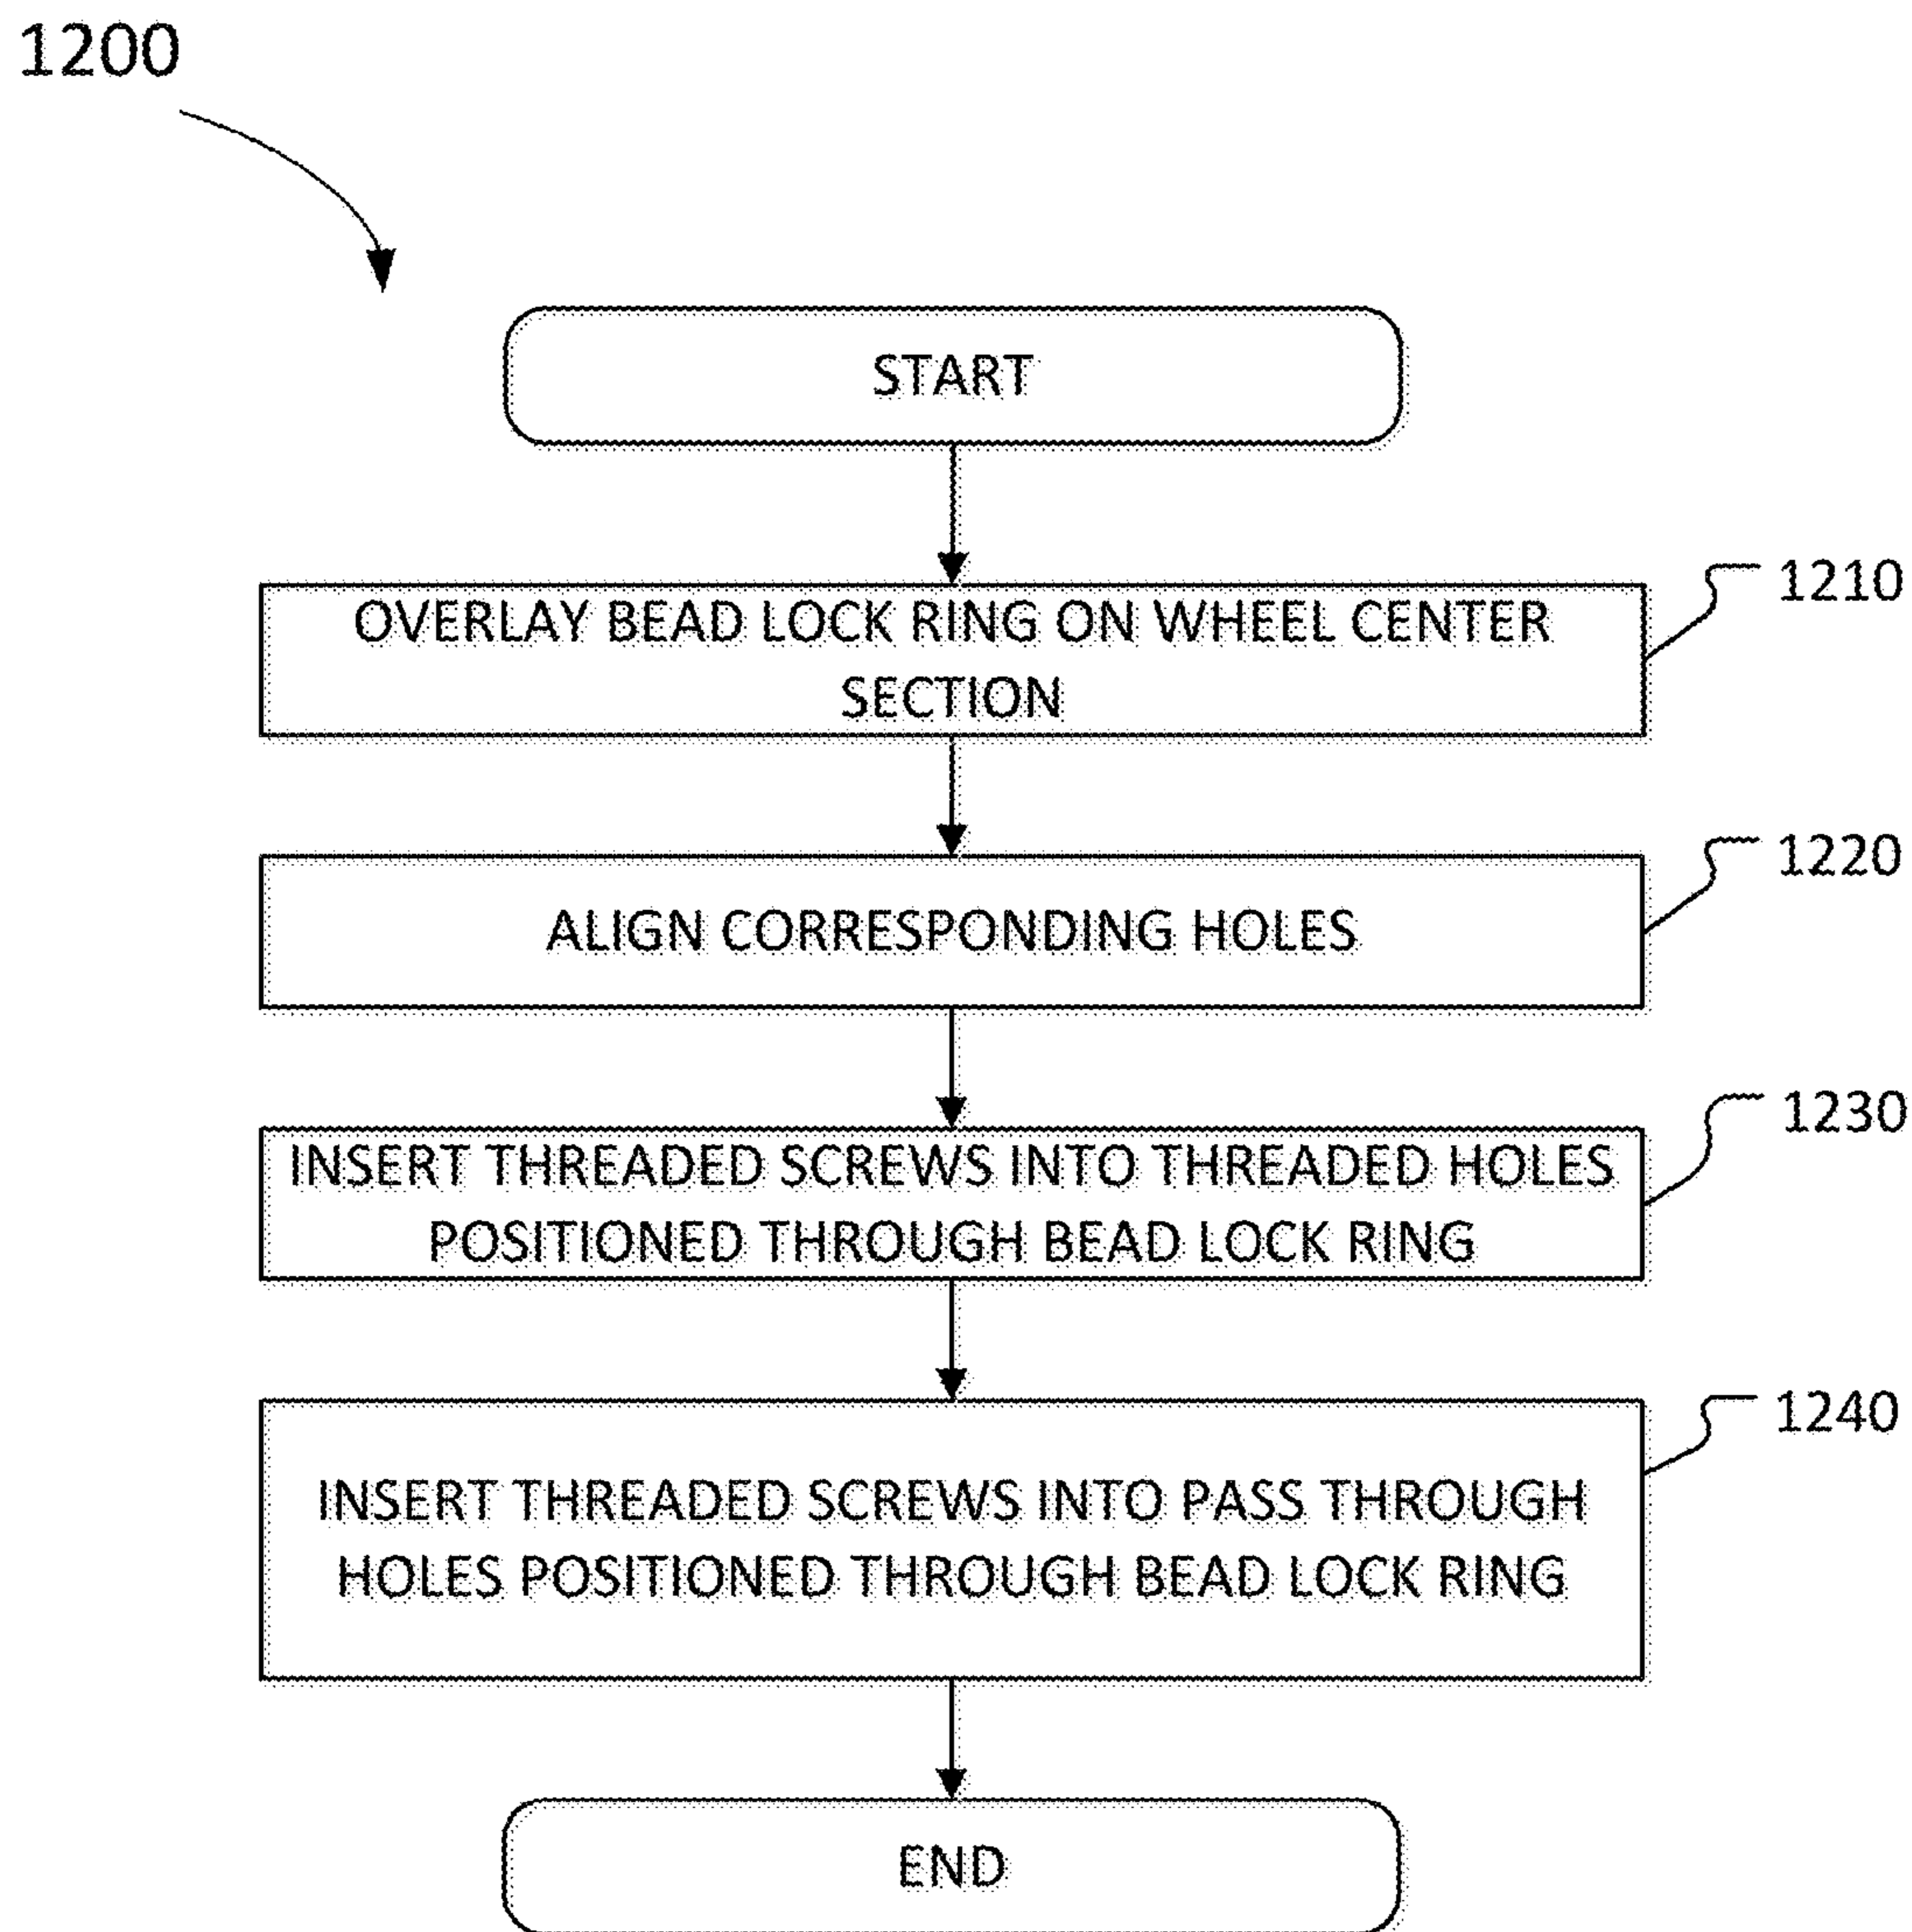 1200
START
OVERLAY BEAD LOCK RING ON WHEEL CENTER
SECTION
1210
ALIGN CORRESPONDING HOLES
1220
INSERT THREADED SCREWS INTO THREADED HOLES
POSITIONED THROUGH BEAD LOCK RING
1230
INSERT THREADED SCREWS INTO PASS THROUGH
HOLES POSITIONED THROUGH BEAD LOCK RING
1240
END